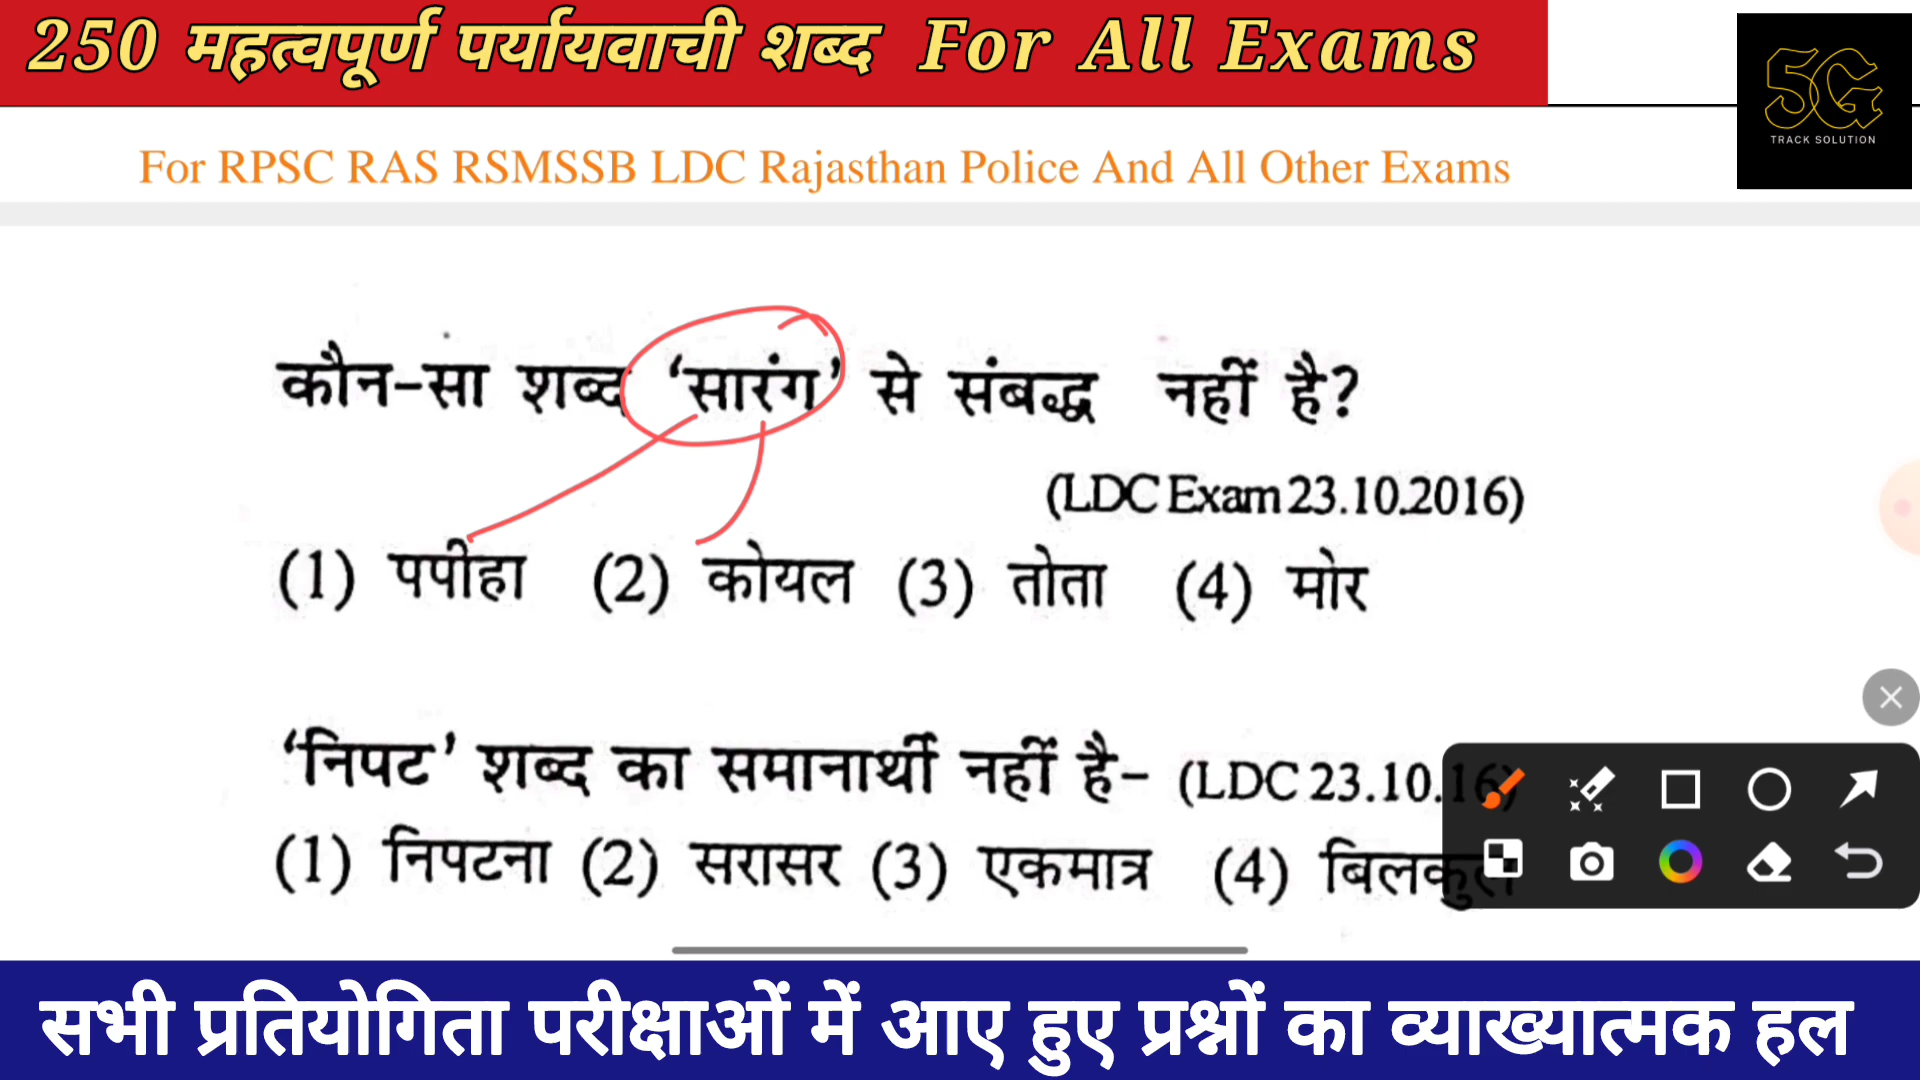 250 महत्वपूर्ण पर्यायवाची शब्द For All Exams
5G
TRACK SOLUTION
For RPSC RAS RSMSSB LDC Rajasthan Police And All Other Exams
कौन-सा शब्द ‘सारंग’ से संबद्ध नहीं है?
(LDC Exam 23.10.2016)
(1) पपीहा (2) कोयल (3) तोता (4) मोर
‘निपट’ शब्द का समानार्थी नहीं है- (LDC 23.10.16)
(1) निपटना (2) सरासर (3) एकमात्र (4) बिलकुल
सभी प्रतियोगिता परीक्षाओं में आए हुए प्रश्नों का व्याख्यात्मक हल